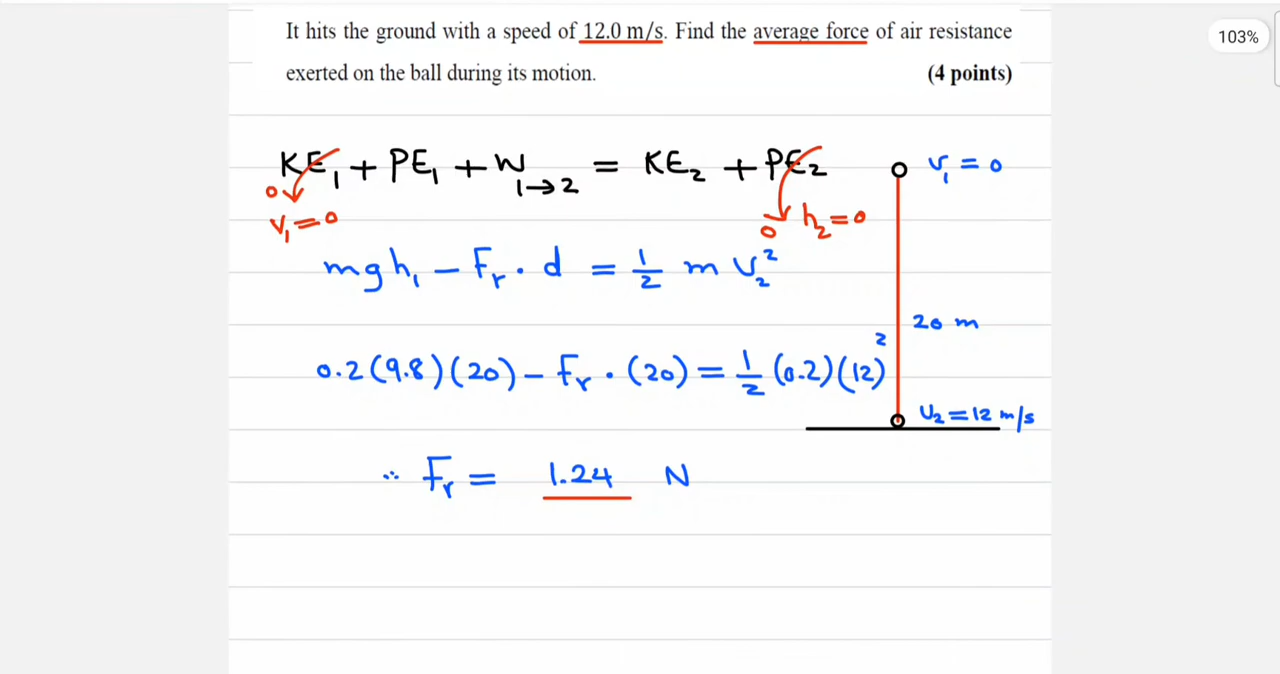 It hits the ground with a speed of 12.0 m/s. Find the average force of air resistance
103%
exerted on the ball during its motion. (4 points)
KE₁ + PE₁ + W₁→₂ = KE₂ + PE₂
v₁ = 0
0
v₁ = 0
0 h₂ = 0
mgh₁ − Fᵣ · d = ½ m v₂²
20 m
0.2 (9.8) (20) − Fᵣ · (20) = ½ (0.2) (12)²
v₂ = 12 m/s
∴ Fᵣ = 1.24 N